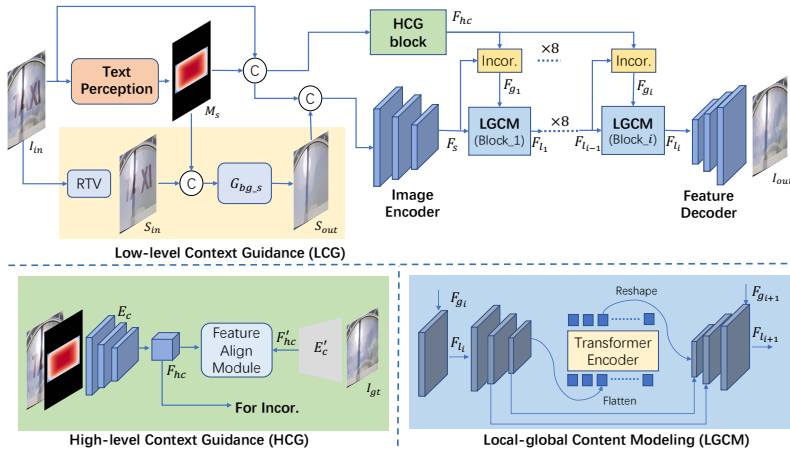 HCG
block
F_hc
Incor.
×8
Incor.
Text
Perception
C
C
M_s
F_g1
F_gi
I_in
LGCM
(Block_1)
×8
LGCM
(Block_i)
F_s
F_l1
F_li-1
F_li
RTV
C
G_bg_s
S_in
S_out
Image
Encoder
Feature
Decoder
I_out
Low-level Context Guidance (LCG)
E_c
F_hc
Feature
Align
Module
F'_hc
E'_c
I_gt
For Incor.
High-level Context Guidance (HCG)
F_gi
F_li
Reshape
Transformer
Encoder
Flatten
F_gi+1
F_li+1
Local-global Content Modeling (LGCM)